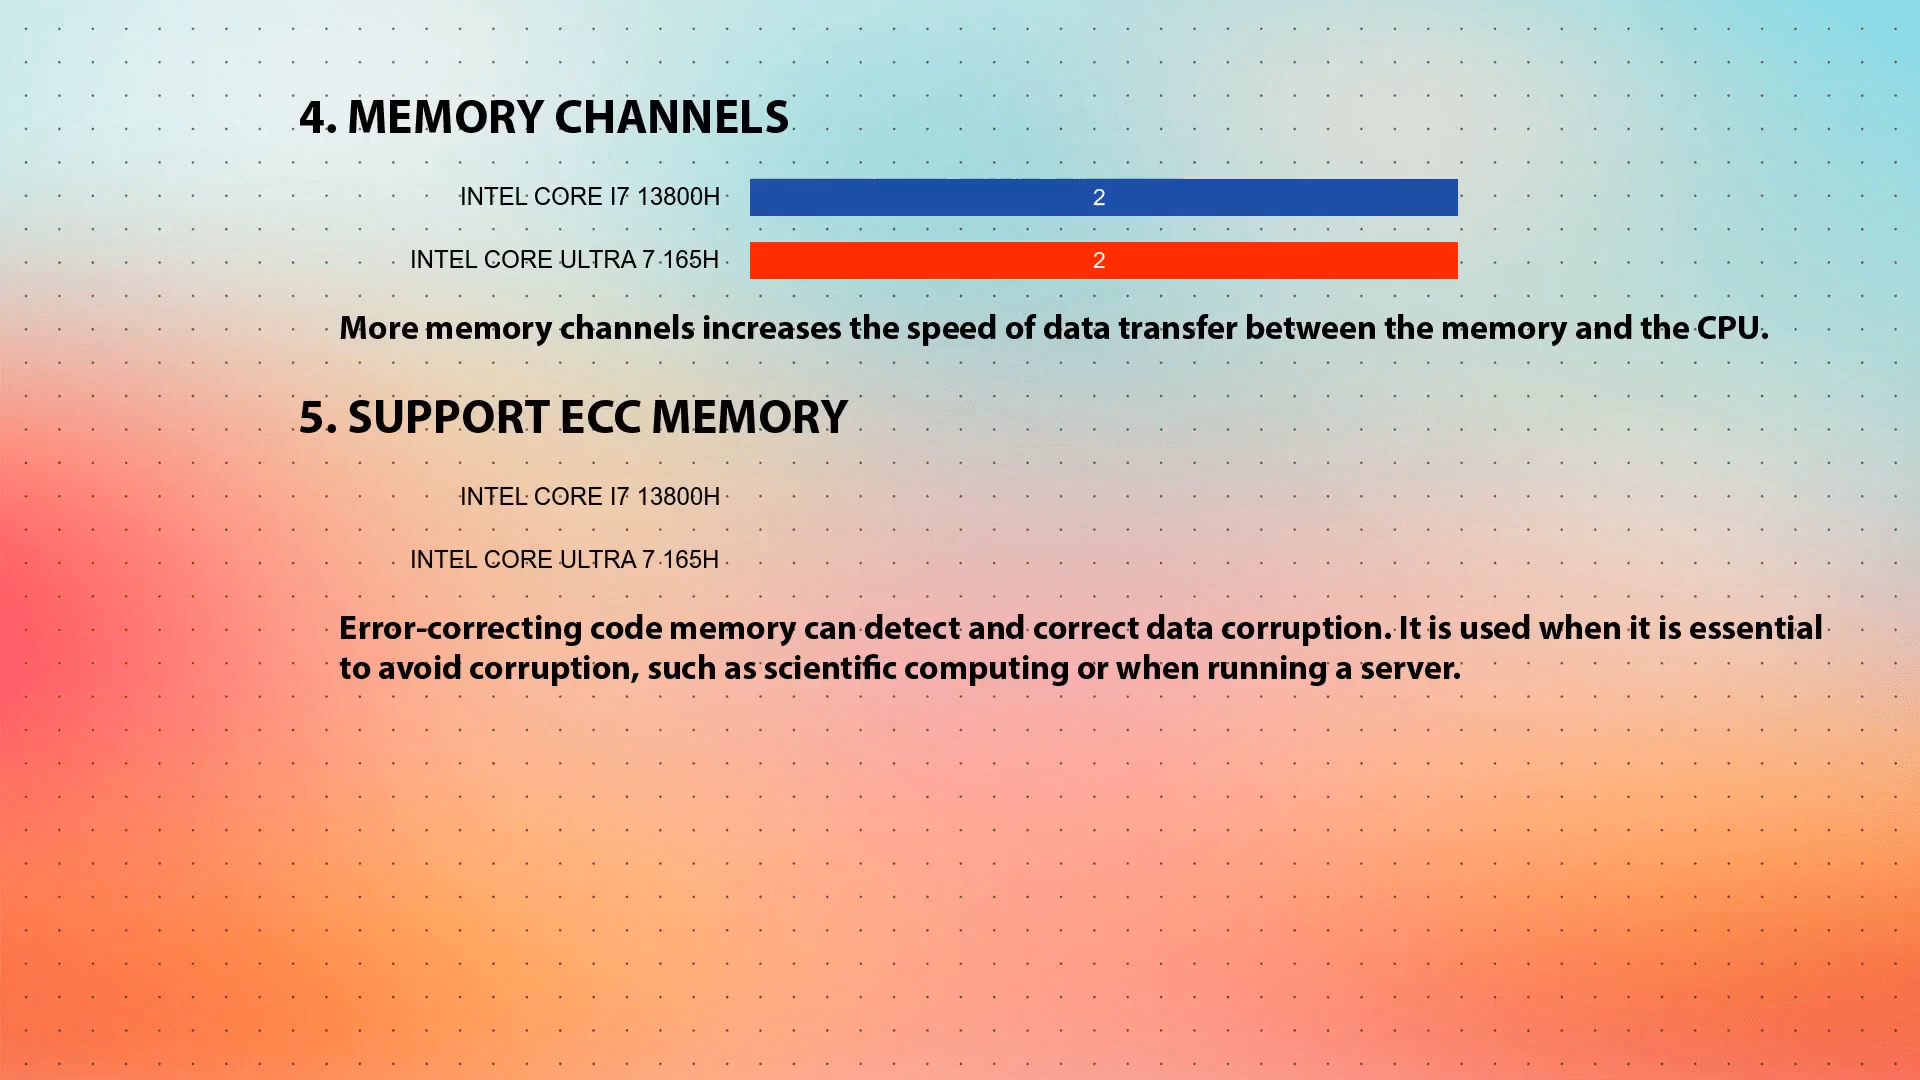 4. MEMORY CHANNELS
INTEL CORE I7 13800H
2
INTEL CORE ULTRA 7 165H
2
More memory channels increases the speed of data transfer between the memory and the CPU.
5. SUPPORT ECC MEMORY
INTEL CORE I7 13800H
INTEL CORE ULTRA 7 165H
Error-correcting code memory can detect and correct data corruption. It is used when it is essential
to avoid corruption, such as scientific computing or when running a server.